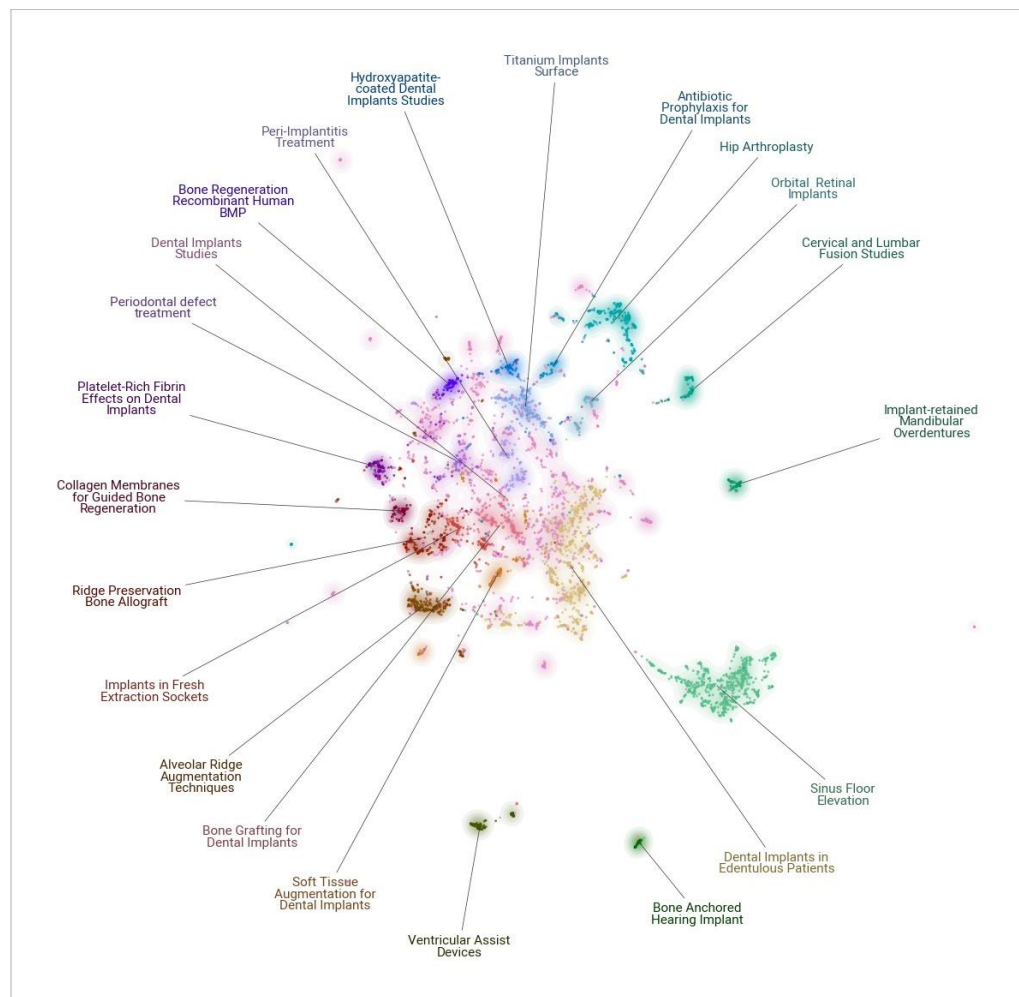 Titanium Implants
Surface
Hydroxyapatite-
coated Dental
Implants Studies
Antibiotic
Prophylaxis for
Dental Implants
Peri-Implantitis
Treatment
Hip Arthroplasty
Orbital Retinal
Implants
Bone Regeneration
Recombinant Human
BMP
Dental Implants
Studies
Cervical and Lumbar
Fusion Studies
Periodontal defect
treatment
Platelet-Rich Fibrin
Effects on Dental
Implants
Implant-retained
Mandibular
Overdentures
Collagen Membranes
for Guided Bone
Regeneration
Ridge Preservation
Bone Allograft
Implants in Fresh
Extraction Sockets
Alveolar Ridge
Augmentation
Techniques
Sinus Floor
Elevation
Bone Grafting for
Dental Implants
Dental Implants in
Edentulous Patients
Soft Tissue
Augmentation for
Dental Implants
Bone Anchored
Hearing Implant
Ventricular Assist
Devices